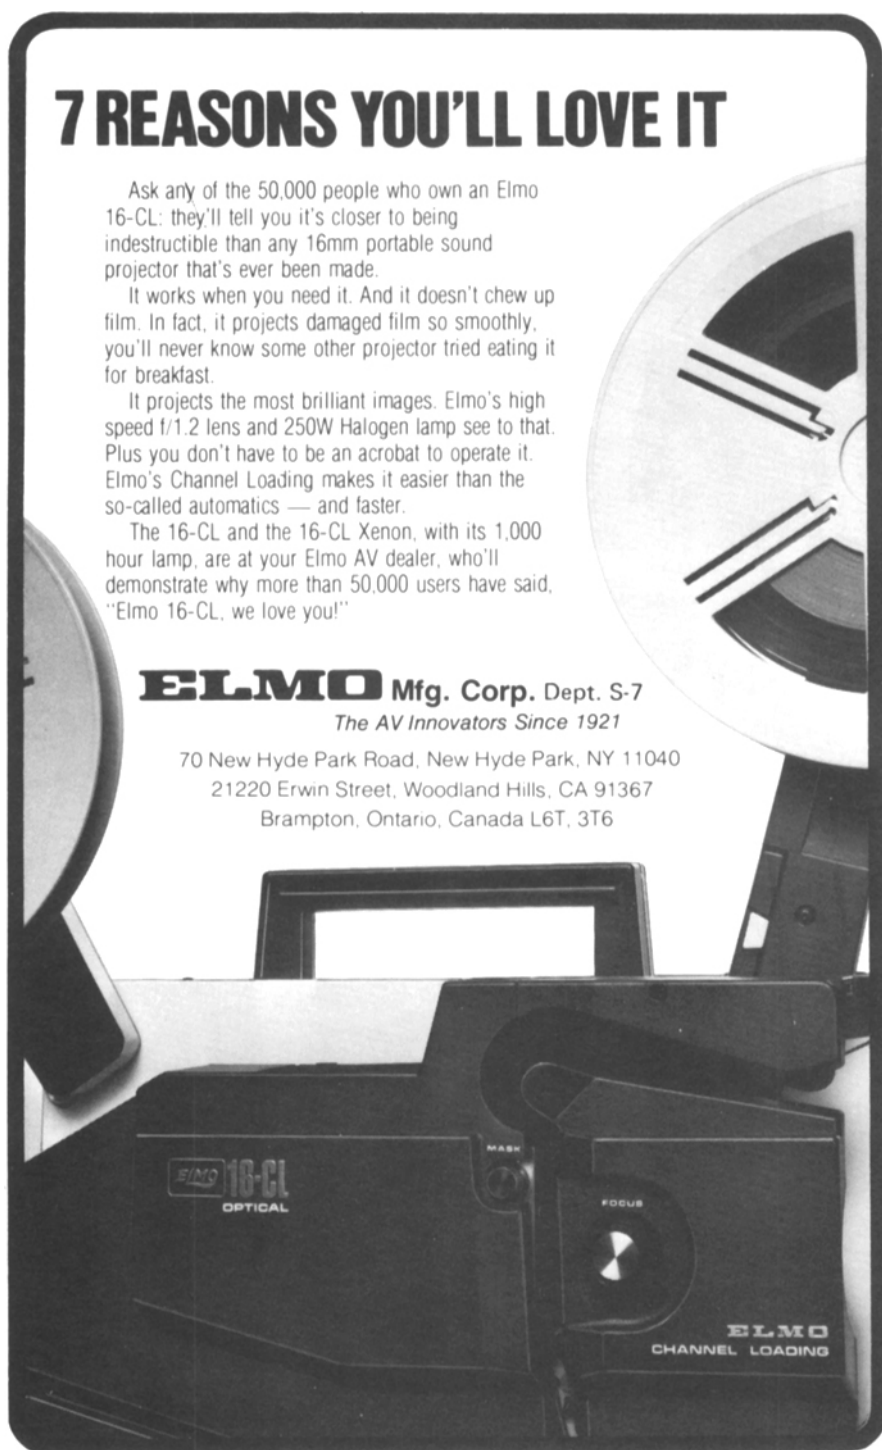 7 REASONS YOU'LL LOVE IT
Ask any of the 50,000 people who own an Elmo
16-CL: they'll tell you it's closer to being
indestructible than any 16mm portable sound
projector that's ever been made.
It works when you need it. And it doesn't chew up
film. In fact, it projects damaged film so smoothly,
you'll never know some other projector tried eating it
for breakfast.
It projects the most brilliant images. Elmo's high
speed f/1.2 lens and 250W Halogen lamp see to that.
Plus you don't have to be an acrobat to operate it.
Elmo's Channel Loading makes it easier than the
so-called automatics — and faster.
The 16-CL and the 16-CL Xenon, with its 1,000
hour lamp, are at your Elmo AV dealer, who'll
demonstrate why more than 50,000 users have said,
"Elmo 16-CL, we love you!"
ELMO Mfg. Corp. Dept. S-7
The AV Innovators Since 1921
70 New Hyde Park Road, New Hyde Park, NY 11040
21220 Erwin Street, Woodland Hills, CA 91367
Brampton, Ontario, Canada L6T, 3T6
MASK
ELMO 16-CL
OPTICAL
FOCUS
ELMO
CHANNEL LOADING